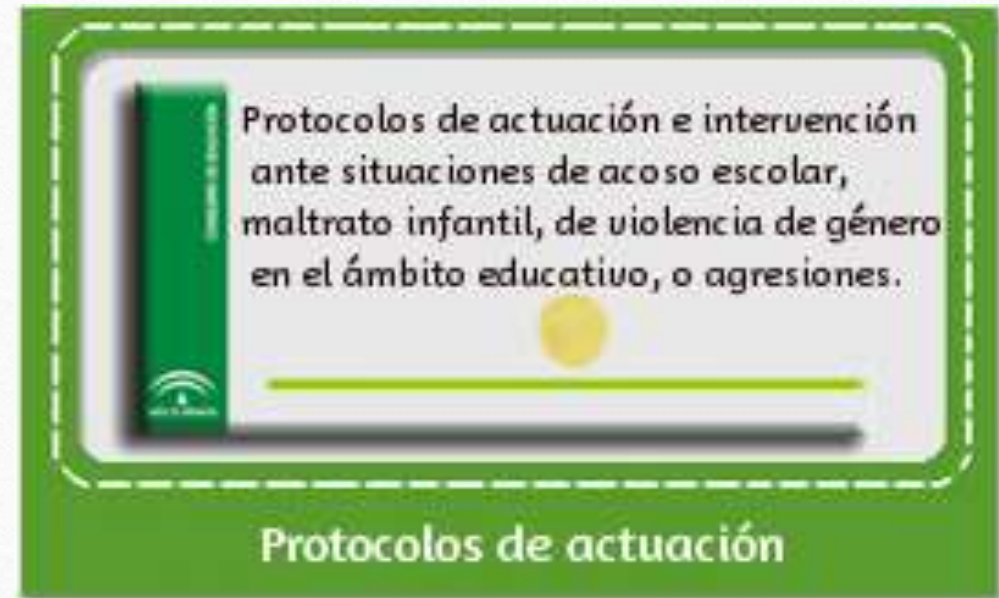 Protocolos de actuación e intervención
ante situaciones de acoso escolar,
maltrato infantil, de violencia de género
en el ámbito educativo, o agresiones.
Protocolos de actuación